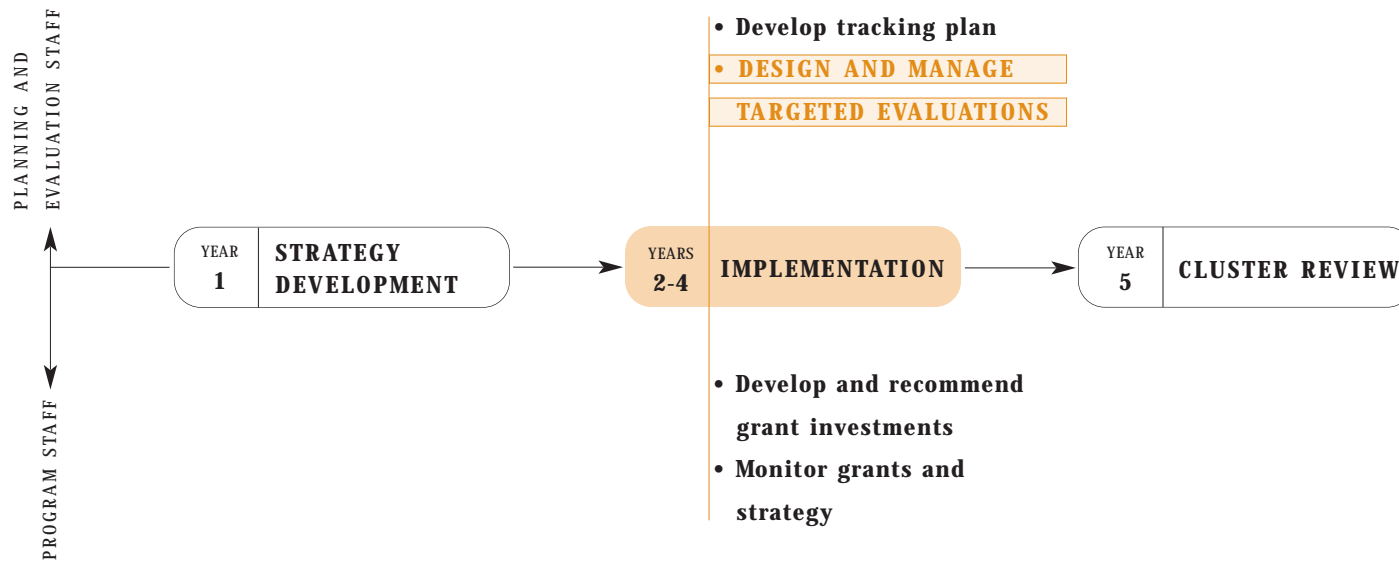 PLANNING AND
EVALUATION STAFF
• Develop tracking plan
• DESIGN AND MANAGE
TARGETED EVALUATIONS
YEAR
1
STRATEGY
DEVELOPMENT
YEARS
2-4
IMPLEMENTATION
YEAR
5
CLUSTER REVIEW
PROGRAM STAFF
• Develop and recommend
grant investments
• Monitor grants and
strategy